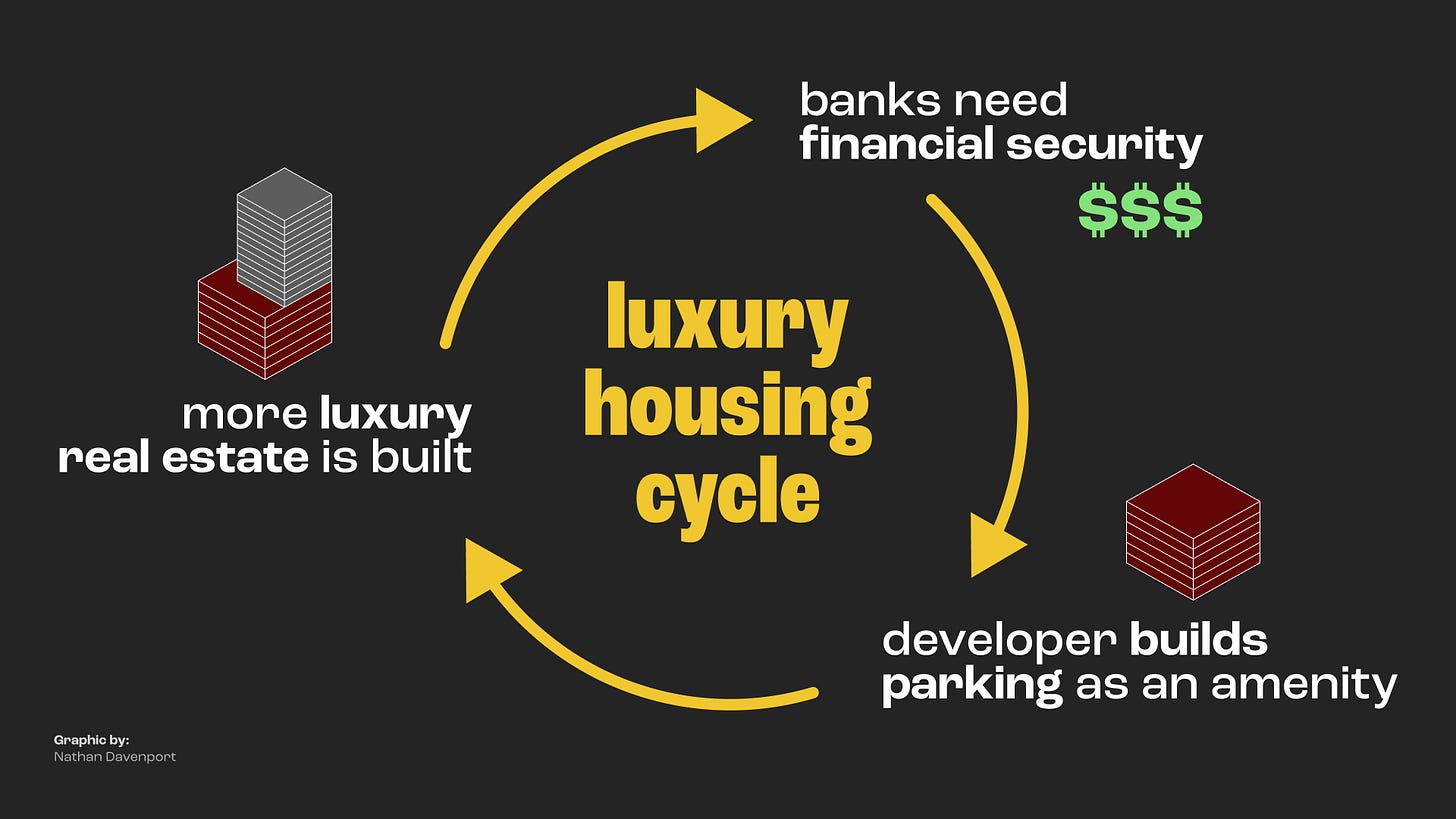 banks need
financial security
$$$
luxury
housing
cycle
more luxury
real estate is built
developer builds
parking as an amenity
Graphic by:
Nathan Davenport